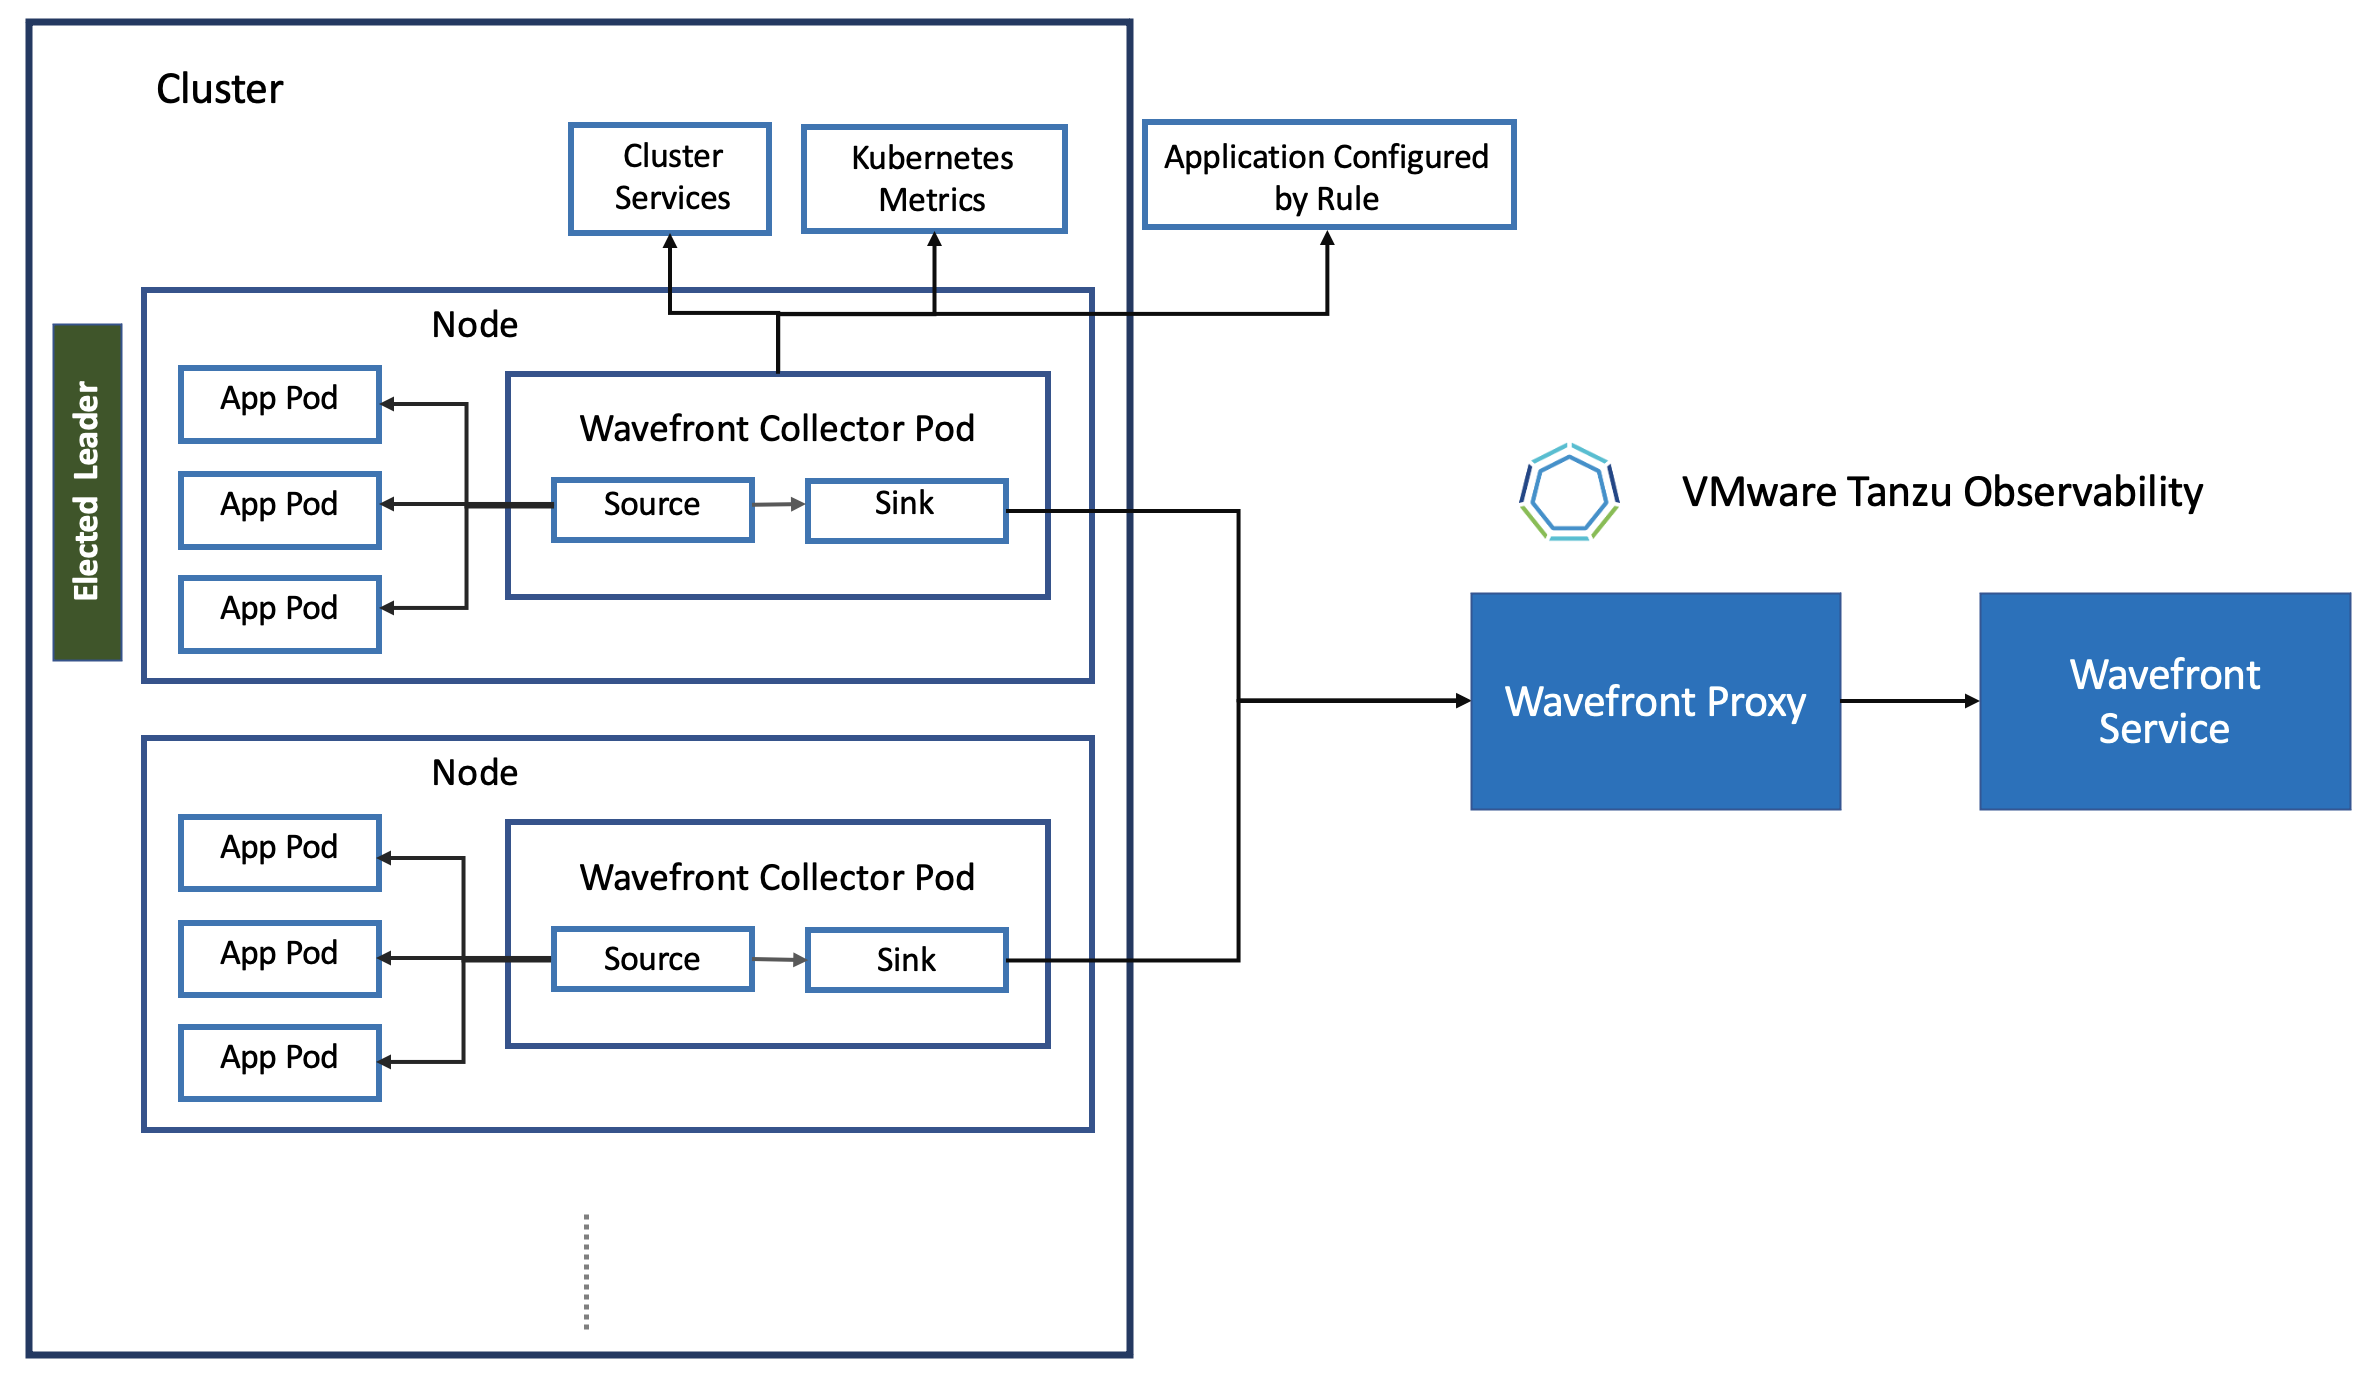 Cluster
Cluster
Services
Kubernetes
Metrics
Application Configured
by Rule
Elected Leader
Node
App Pod
App Pod
App Pod
Wavefront Collector Pod
Source
Sink
VMware Tanzu Observability
Wavefront Proxy
Wavefront
Service
Node
App Pod
App Pod
App Pod
Wavefront Collector Pod
Source
Sink